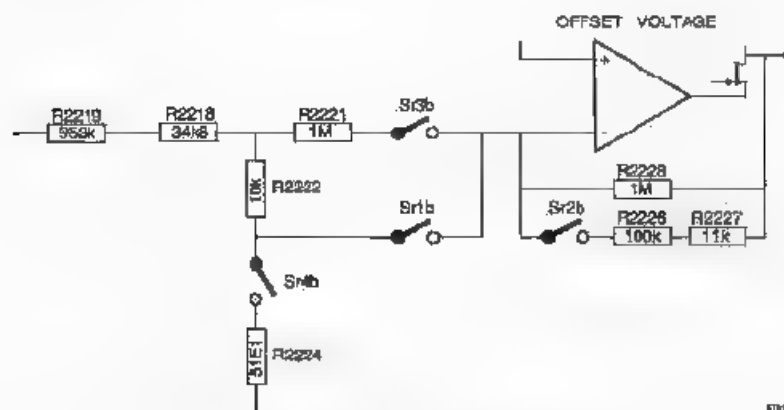 OFFSET VOLTAGE
R2219
R2218
34k8
R2221
1M
Sr3b
+
-
R2222
10K
Sr1b
R2228
1M
Sr2b
R2226
100k
R2227
11k
Sr4b
R2224
51E1